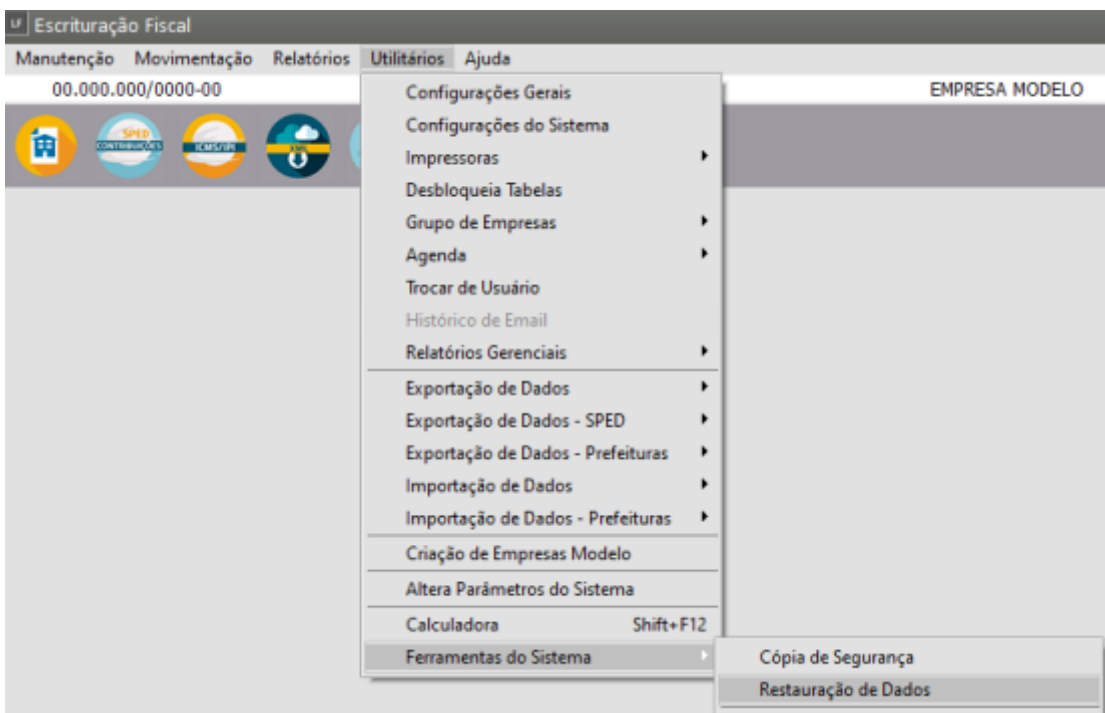 LF Escrituração Fiscal
Manutenção Movimentação Relatórios Utilitários Ajuda
00.000.000/0000-00 EMPRESA MODELO
SPED CONTRIBUIÇÕES ICMS/IPI XML
Configurações Gerais
Configurações do Sistema
Impressoras
Desbloqueia Tabelas
Grupo de Empresas
Agenda
Trocar de Usuário
Histórico de Email
Relatórios Gerenciais
Exportação de Dados
Exportação de Dados - SPED
Exportação de Dados - Prefeituras
Importação de Dados
Importação de Dados - Prefeituras
Criação de Empresas Modelo
Altera Parâmetros do Sistema
Calculadora Shift+F12
Ferramentas do Sistema
Cópia de Segurança
Restauração de Dados